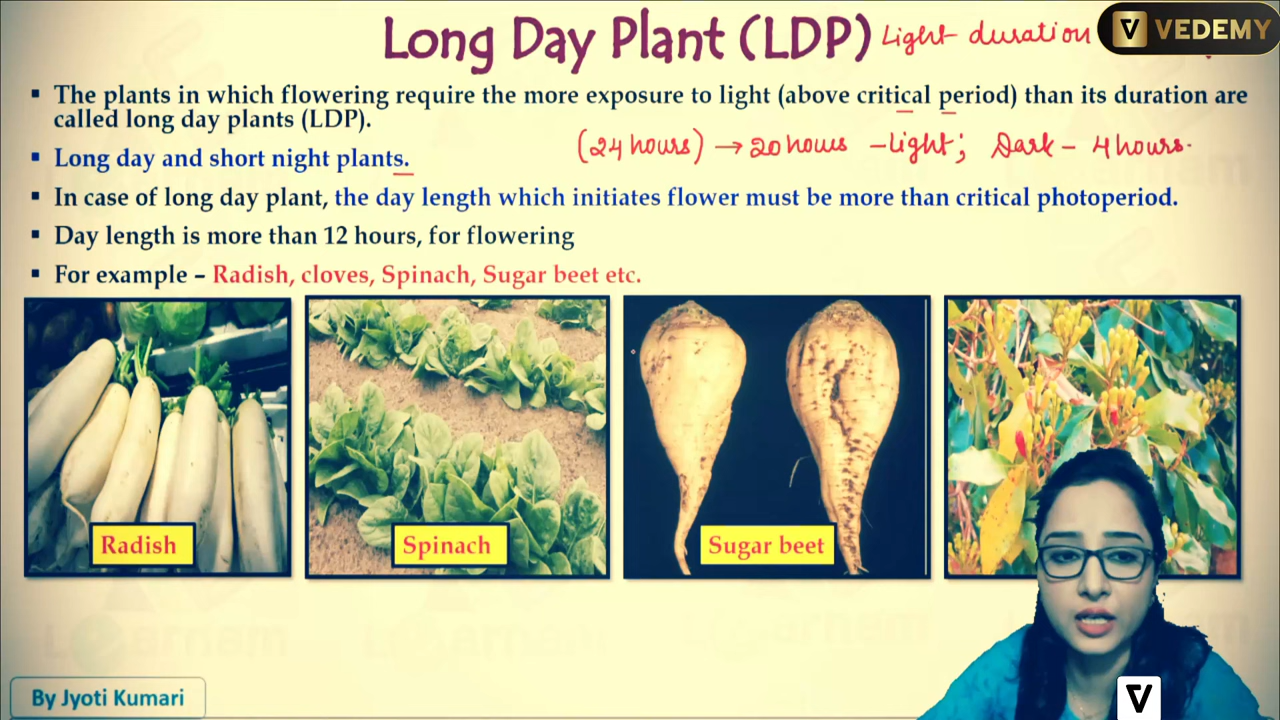 Long Day Plant (LDP) Light duration
VEDEMY
▪ The plants in which flowering require the more exposure to light (above critical period) than its duration are
called long day plants (LDP).
(24 hours) → 20 hours - Light; Dark - 4 hours.
▪ Long day and short night plants.
▪ In case of long day plant, the day length which initiates flower must be more than critical photoperiod.
▪ Day length is more than 12 hours, for flowering
▪ For example – Radish, cloves, Spinach, Sugar beet etc.
Radish
Spinach
Sugar beet
By Jyoti Kumari